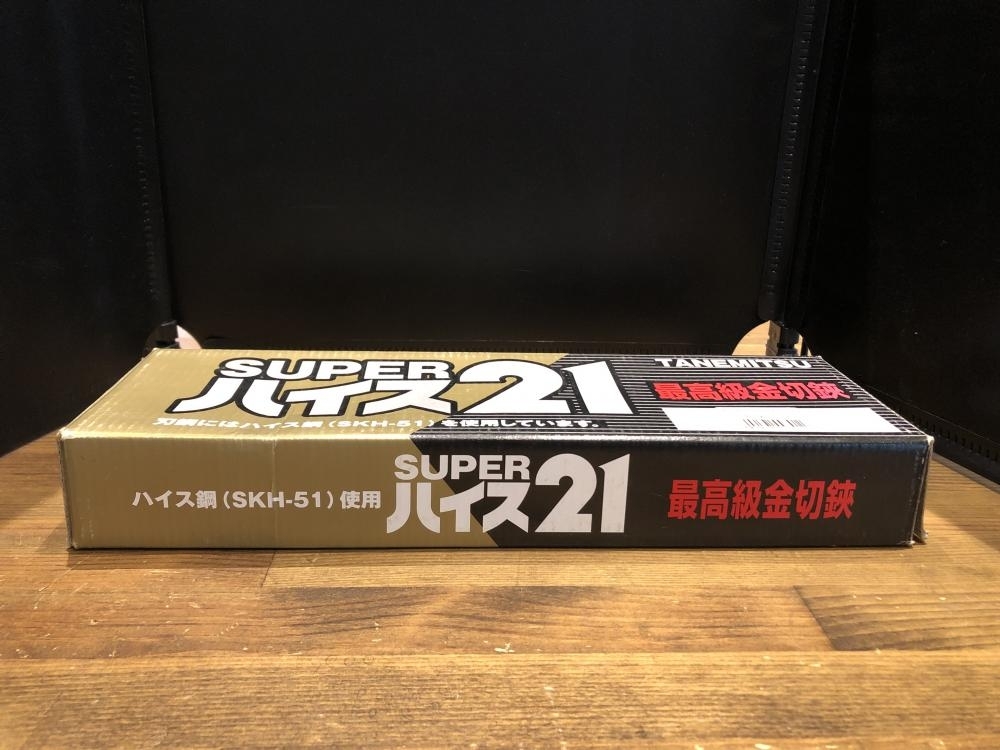 SUPER
ハイス21
刃鋼にはハイス鋼(SKH-51)を使用しています。
TANEMITSU
最高級金切鋏
ハイス鋼(SKH-51)使用
SUPER
ハイス21
最高級金切鋏